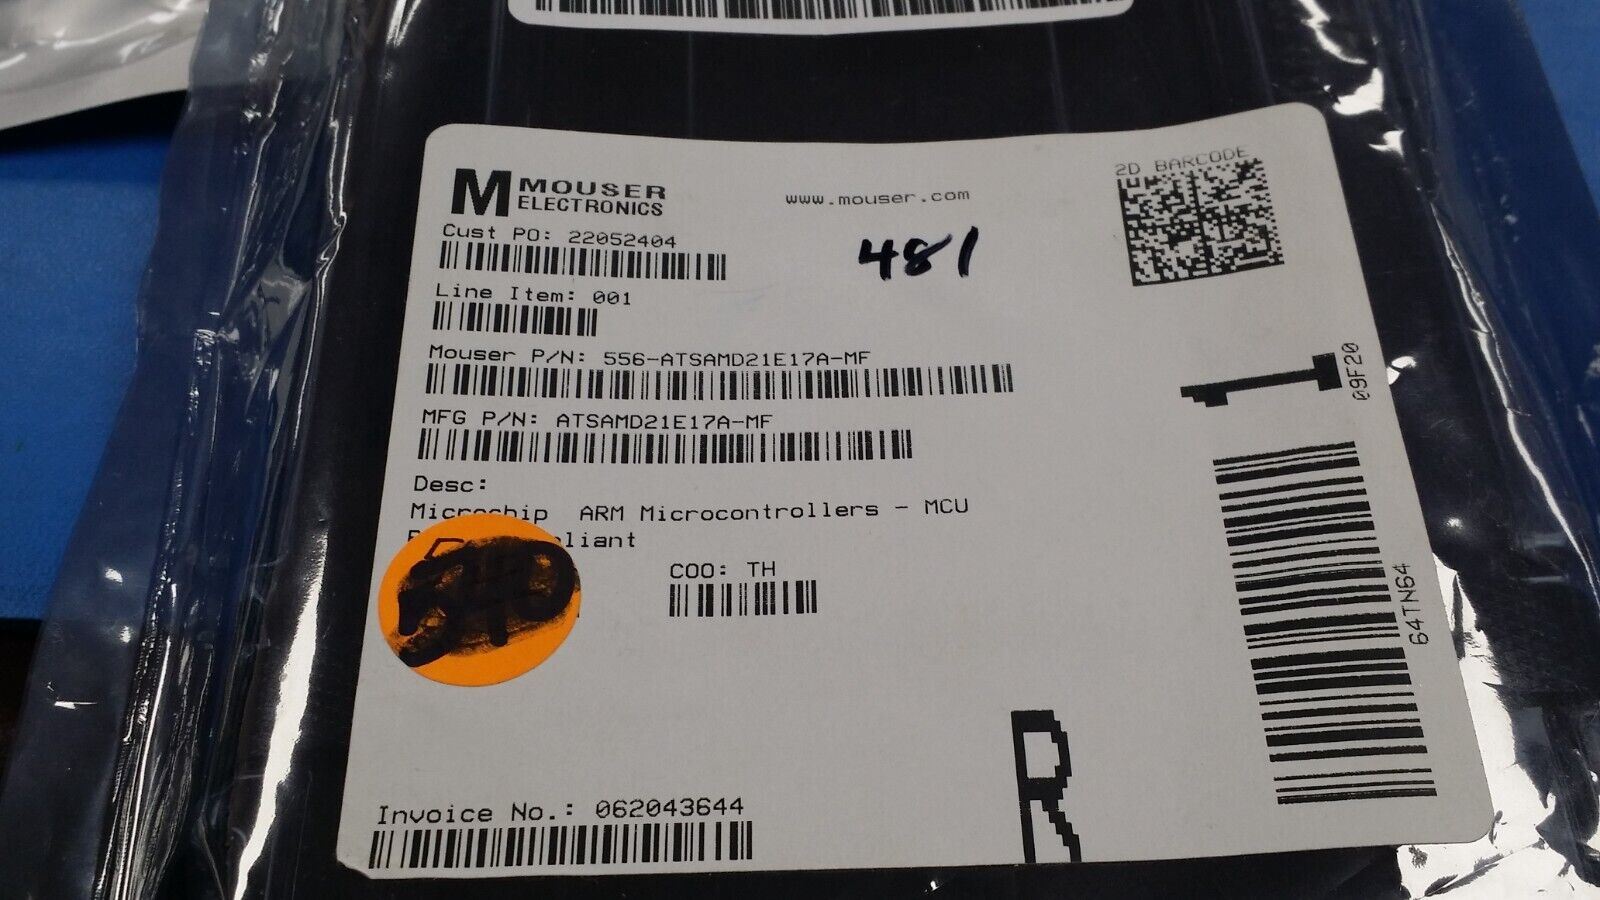 MOUSER
ELECTRONICS
www.mouser.com
2D BARCODE
Cust PO: 22052404
481
Line Item: 001
Mouser P/N: 556-ATSAMD21E17A-MF
MFG P/N: ATSAMD21E17A-MF
09F20
Desc:
Microchip ARM Microcontrollers - MCU
COO: TH
64TN64
R
Invoice No.: 062043644